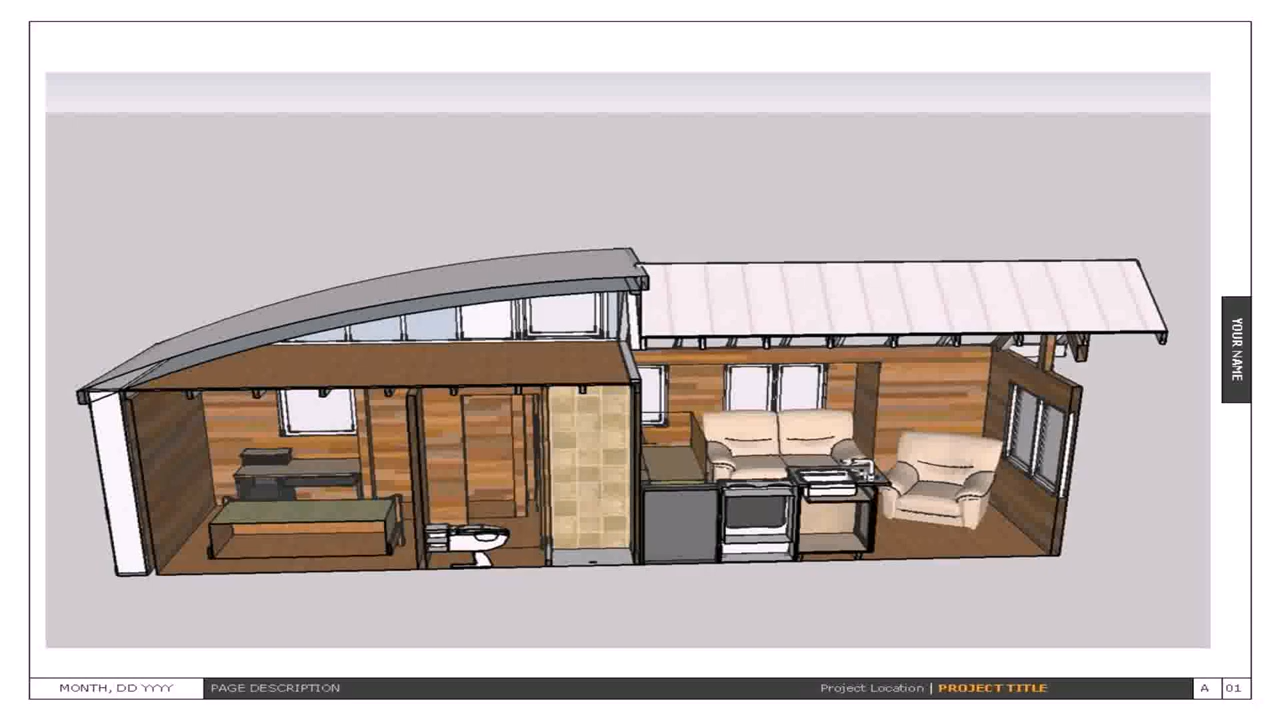 YOUR NAME
MONTH, DD YYYY
PAGE DESCRIPTION
Project Location | PROJECT TITLE
A
01